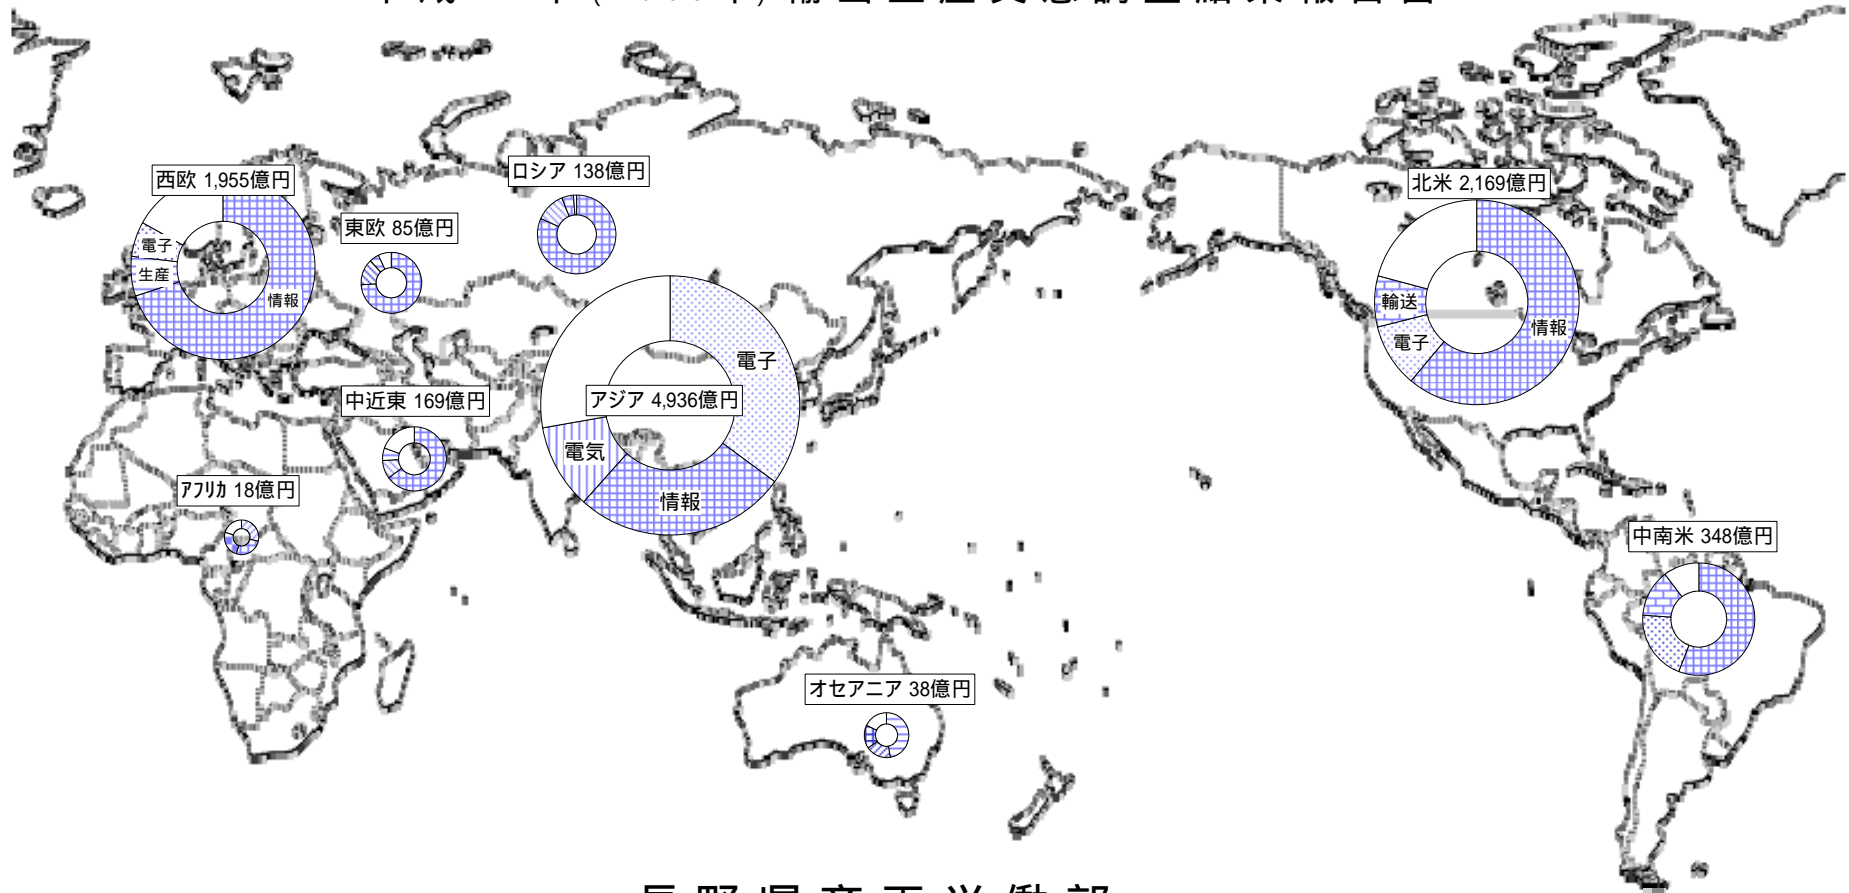 西欧 1,955億円
電子
生産
情報
東欧 85億円
ロシア 138億円
中近東 169億円
アフリカ 18億円
アジア 4,936億円
電子
情報
電気
オセアニア 38億円
北米 2,169億円
情報
電子
輸送
中南米 348億円